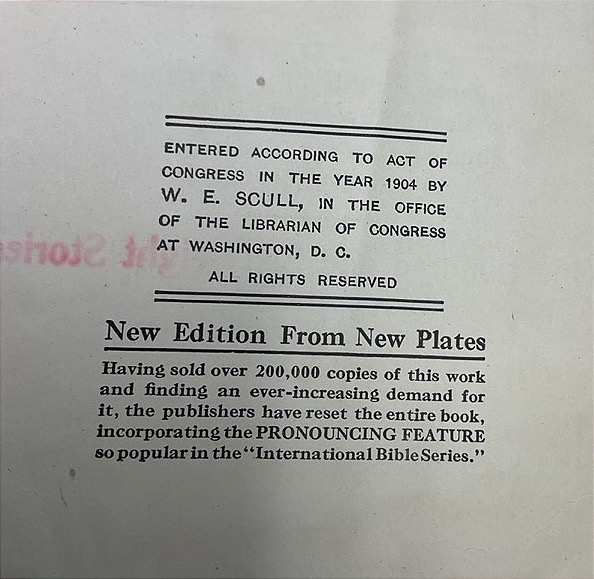 ENTERED ACCORDING TO ACT OF
CONGRESS IN THE YEAR 1904 BY
W. E. SCULL, IN THE OFFICE
OF THE LIBRARIAN OF CONGRESS
AT WASHINGTON, D. C.
ALL RIGHTS RESERVED
New Edition From New Plates
Having sold over 200,000 copies of this work
and finding an ever-increasing demand for
it, the publishers have reset the entire book,
incorporating the PRONOUNCING FEATURE
so popular in the "International Bible Series."